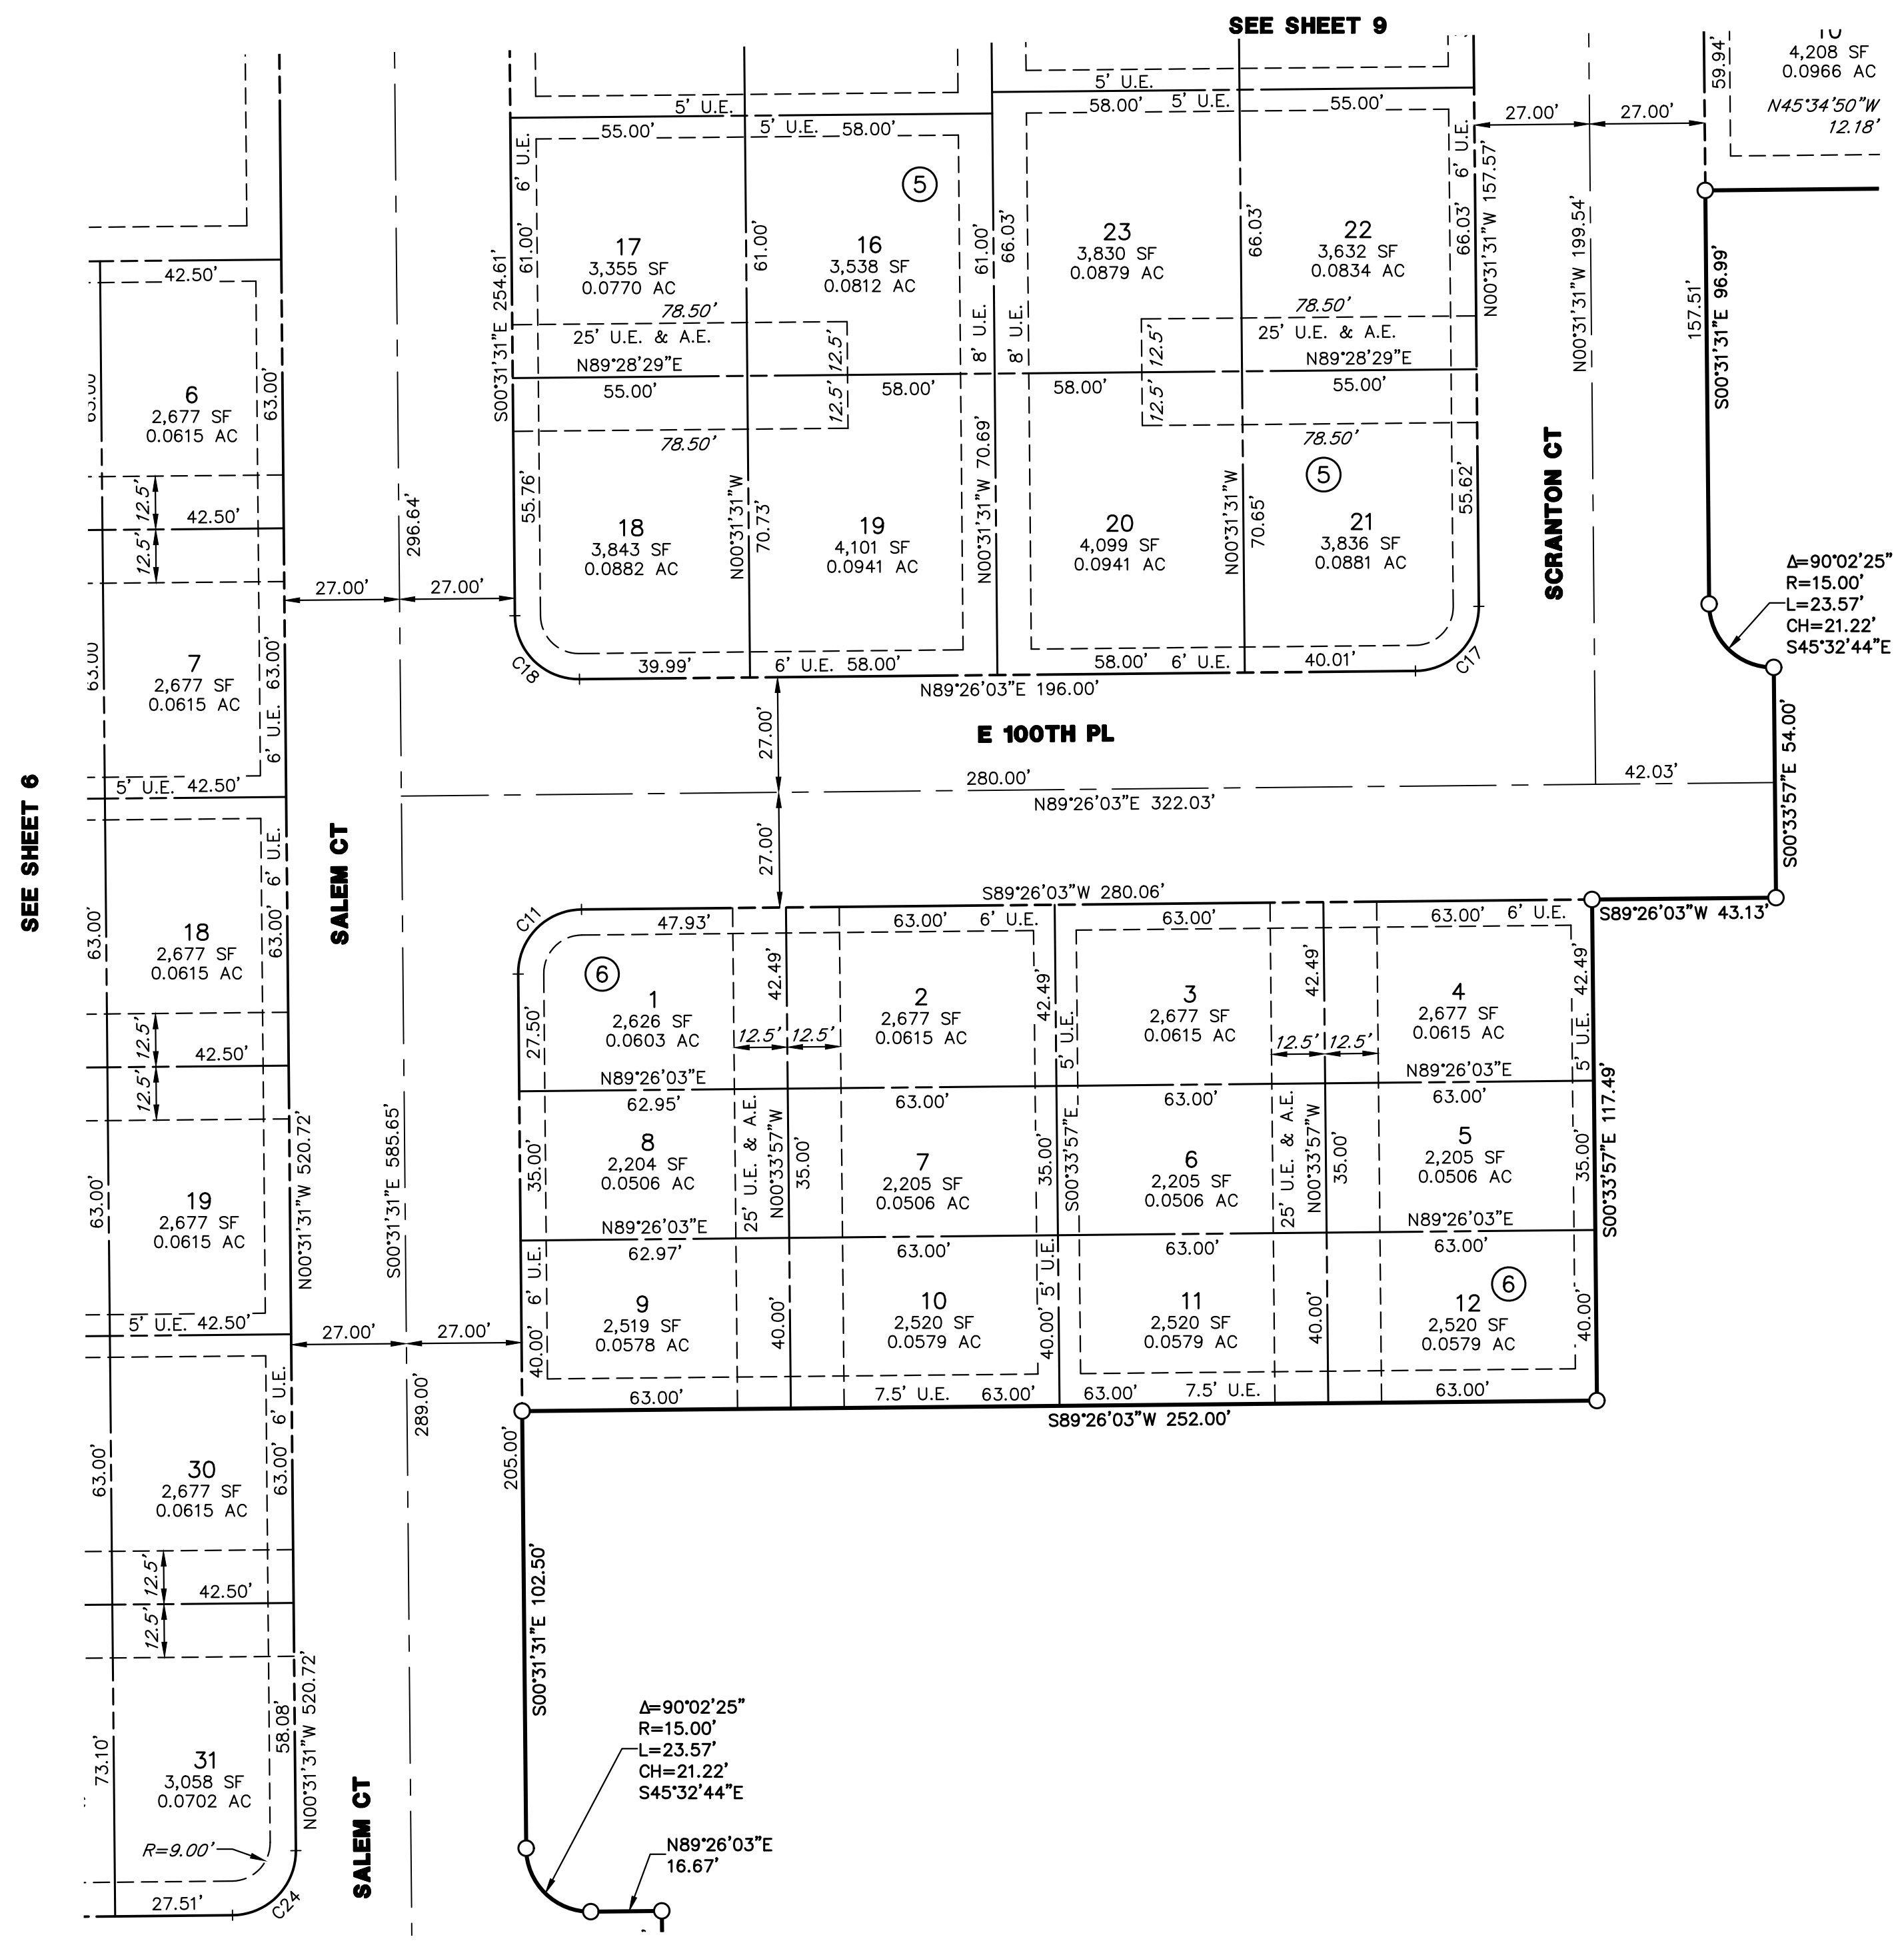 SEE SHEET 9
SEE SHEET 6
5' U.E.
55.00'
5' U.E.
58.00'
6' U.E.
61.00'
S00°31'31"E 254.61'
17
3,355 SF
0.0770 AC
61.00'
5
16
3,538 SF
0.0812 AC
61.00'
8' U.E.
78.50'
25' U.E. & A.E.
12.5'
N89°28'29"E
55.00'
58.00'
12.5'
78.50'
55.76'
18
3,843 SF
0.0882 AC
N00°31'31"W
70.73'
19
4,101 SF
0.0941 AC
N00°31'31"W 70.69'
C18
39.99'
6' U.E.
58.00'
5' U.E.
58.00'
5' U.E.
55.00'
66.03'
8' U.E.
23
3,830 SF
0.0879 AC
66.03'
22
3,632 SF
0.0834 AC
6' U.E.
66.03'
N00°31'31"W 157.57'
78.50'
12.5'
25' U.E. & A.E.
N89°28'29"E
58.00'
12.5'
55.00'
78.50'
5
20
4,099 SF
0.0941 AC
N00°31'31"W
70.65'
21
3,836 SF
0.0881 AC
55.62'
58.00'
6' U.E.
40.01'
C17
N89°26'03"E 196.00'
27.00'
27.00'
N00°31'31"W 199.54'
SCRANTON CT
59.94'
4,208 SF
0.0966 AC
N45°34'50"W
12.18'
157.51'
S00°31'31"E 96.99'
Δ=90°02'25"
R=15.00'
L=23.57'
CH=21.22'
S45°32'44"E
S00°33'57"E 54.00'
42.03'
E 100TH PL
27.00'
280.00'
N89°26'03"E 322.03'
27.00'
S89°26'03"W 280.06'
S89°26'03"W 43.13'
42.50'
6
2,677 SF
0.0615 AC
63.00'
12.5'
42.50'
12.5'
63.00
7
2,677 SF
0.0615 AC
63.00'
6' U.E.
5' U.E.
42.50'
27.00'
27.00'
296.64'
SALEM CT
6' U.E.
63.00'
18
2,677 SF
0.0615 AC
63.00'
12.5'
42.50'
12.5'
63.00'
19
2,677 SF
0.0615 AC
N00°31'31"W 520.72'
S00°31'31"E 585.65'
5' U.E.
42.50'
27.00'
27.00'
289.00'
6' U.E.
63.00'
30
2,677 SF
0.0615 AC
63.00'
12.5'
42.50'
12.5'
73.10'
31
3,058 SF
0.0702 AC
58.08'
N00°31'31"W 520.72'
R=9.00'
27.51'
C24
SALEM CT
C11
47.93'
63.00'
6' U.E.
63.00'
63.00'
6' U.E.
6
27.50'
1
2,626 SF
0.0603 AC
42.49'
12.5'
12.5'
2
2,677 SF
0.0615 AC
42.49'
5' U.E.
3
2,677 SF
0.0615 AC
42.49'
12.5'
12.5'
4
2,677 SF
0.0615 AC
42.49'
5' U.E.
N89°26'03"E
62.95'
63.00'
63.00'
N89°26'03"E
63.00'
35.00'
8
2,204 SF
0.0506 AC
25' U.E. & A.E.
N00°33'57"W
35.00'
7
2,205 SF
0.0506 AC
35.00'
S00°33'57"E
6
2,205 SF
0.0506 AC
25' U.E. & A.E.
N00°33'57"W
35.00'
5
2,205 SF
0.0506 AC
35.00'
S00°33'57"E 117.49'
N89°26'03"E
62.97'
63.00'
63.00'
N89°26'03"E
63.00'
6' U.E.
40.00'
9
2,519 SF
0.0578 AC
40.00'
10
2,520 SF
0.0579 AC
5' U.E.
40.00'
11
2,520 SF
0.0579 AC
40.00'
6
12
2,520 SF
0.0579 AC
40.00'
63.00'
7.5' U.E.
63.00'
63.00'
7.5' U.E.
63.00'
S89°26'03"W 252.00'
205.00'
S00°31'31"E 102.50'
Δ=90°02'25"
R=15.00'
L=23.57'
CH=21.22'
S45°32'44"E
N89°26'03"E
16.67'